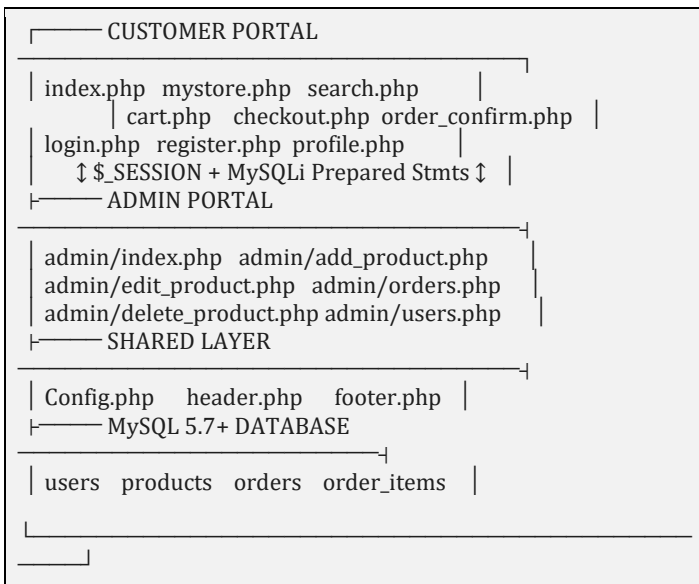 ┌──── CUSTOMER PORTAL
────────────────────────────────┐
│ index.php mystore.php search.php │
│ cart.php checkout.php order_confirm.php │
│ login.php register.php profile.php │
│ ↕ $_SESSION + MySQLi Prepared Stmts ↕ │
├──── ADMIN PORTAL
────────────────────────────────┤
│ admin/index.php admin/add_product.php │
│ admin/edit_product.php admin/orders.php │
│ admin/delete_product.php admin/users.php │
├──── SHARED LAYER
────────────────────────────────┤
│ Config.php header.php footer.php │
├──── MySQL 5.7+ DATABASE
───────────────────────┤
│ users products orders order_items │
└──────────────────────────────────────────
────┘